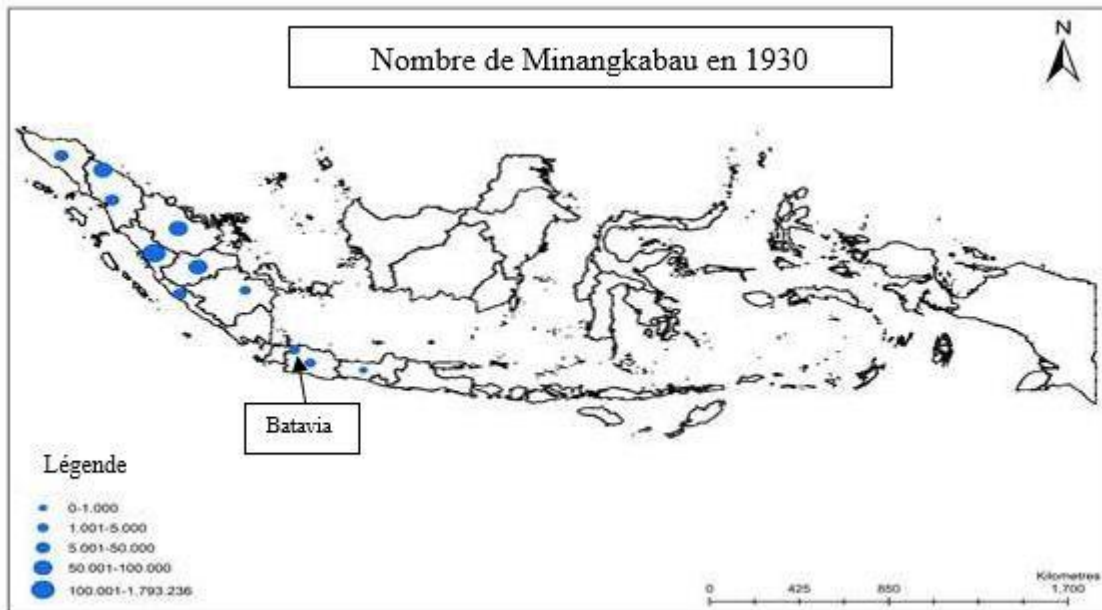 Nombre de Minangkabau en 1930
N
Batavia
Légende
0-1.000
1.001-5.000
5.001-50.000
50.001-100.000
100.001-1.793.236
Kilometres
0 425 850 1,700